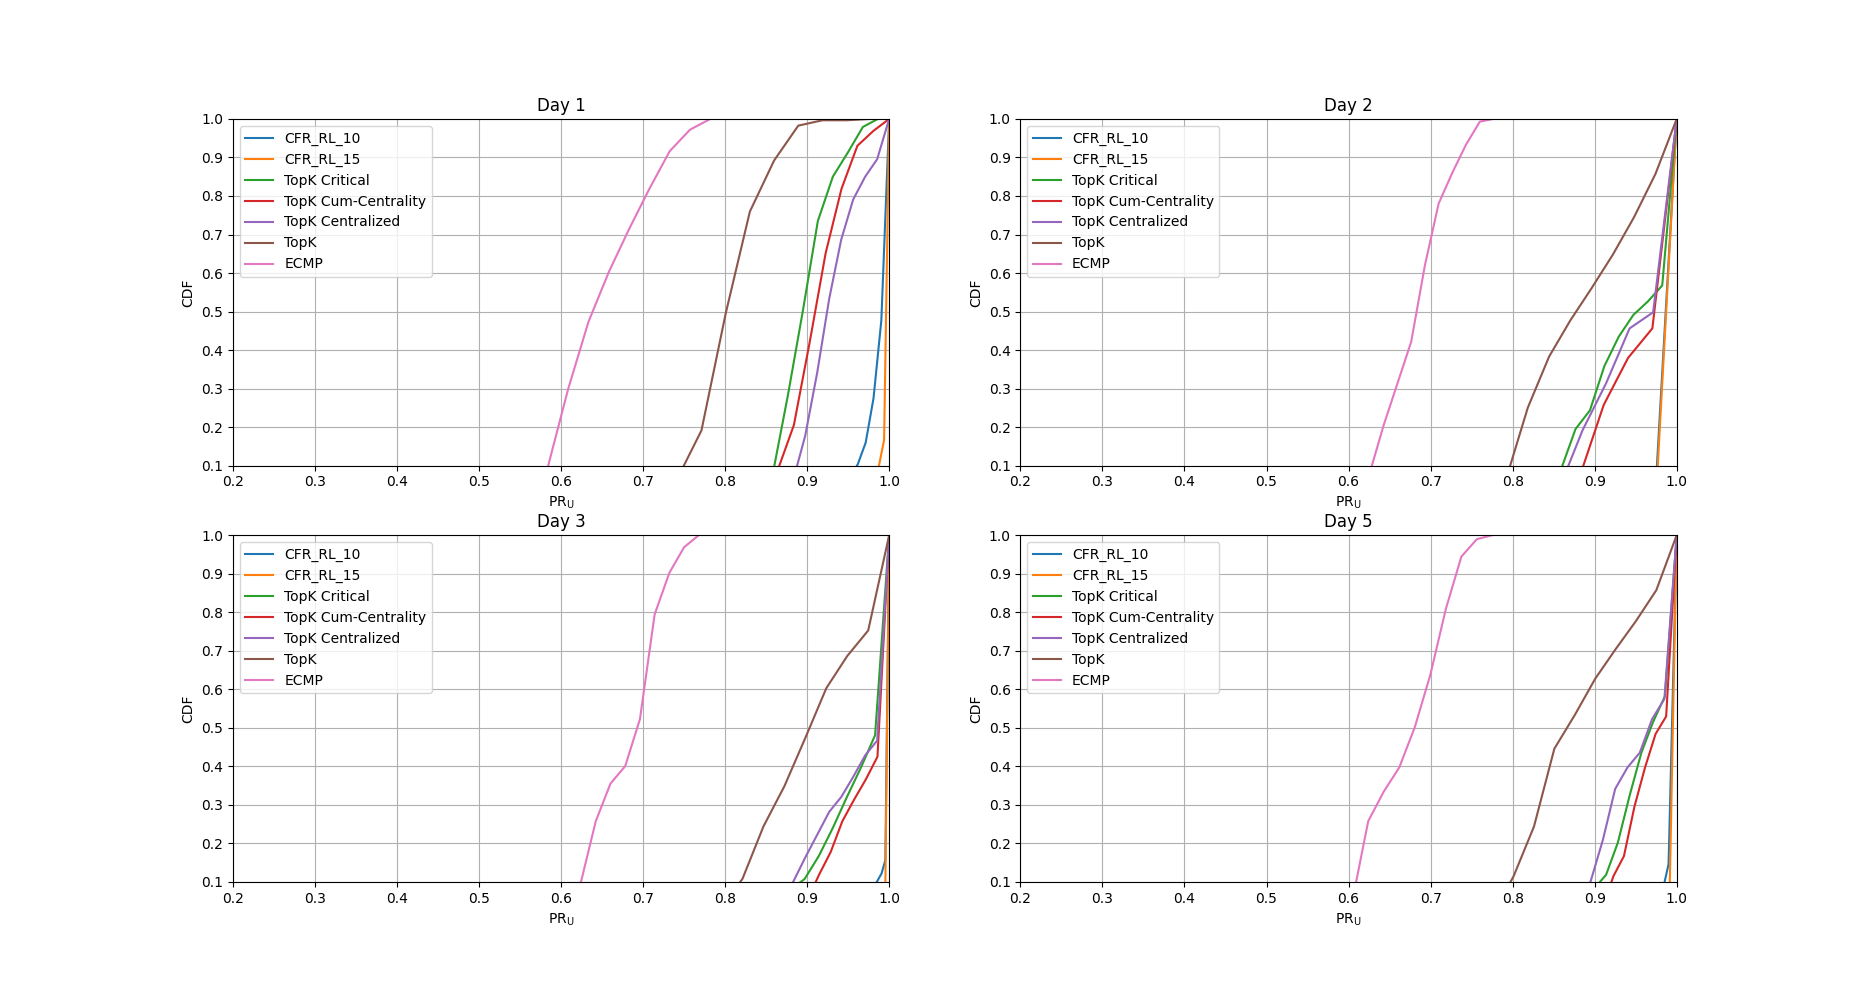 Day 1
1.0
0.9
0.8
0.7
0.6
0.5
0.4
0.3
0.2
0.1
CDF
CFR_RL_10
CFR_RL_15
TopK Critical
TopK Cum-Centrality
TopK Centralized
TopK
ECMP
0.2 0.3 0.4 0.5 0.6 0.7 0.8 0.9 1.0
PR_U
Day 2
1.0
0.9
0.8
0.7
0.6
0.5
0.4
0.3
0.2
0.1
CDF
CFR_RL_10
CFR_RL_15
TopK Critical
TopK Cum-Centrality
TopK Centralized
TopK
ECMP
0.2 0.3 0.4 0.5 0.6 0.7 0.8 0.9 1.0
PR_U
Day 3
1.0
0.9
0.8
0.7
0.6
0.5
0.4
0.3
0.2
0.1
CDF
CFR_RL_10
CFR_RL_15
TopK Critical
TopK Cum-Centrality
TopK Centralized
TopK
ECMP
0.2 0.3 0.4 0.5 0.6 0.7 0.8 0.9 1.0
PR_U
Day 5
1.0
0.9
0.8
0.7
0.6
0.5
0.4
0.3
0.2
0.1
CDF
CFR_RL_10
CFR_RL_15
TopK Critical
TopK Cum-Centrality
TopK Centralized
TopK
ECMP
0.2 0.3 0.4 0.5 0.6 0.7 0.8 0.9 1.0
PR_U